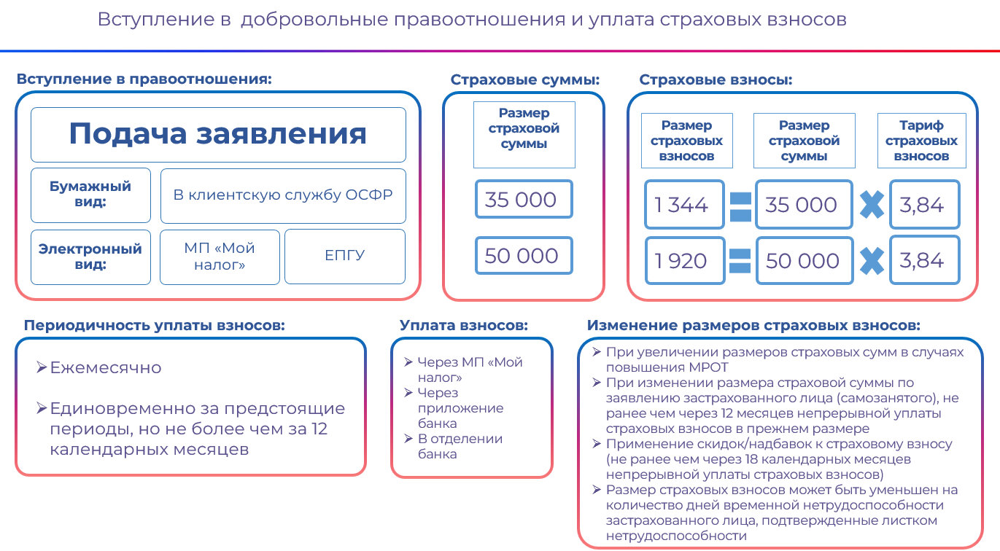 Вступление в добровольные правоотношения и уплата страховых взносов
Вступление в правоотношения:
Подача заявления
Бумажный
вид:
В клиентскую службу ОСФР
Электронный
вид:
МП «Мой
налог»
ЕПГУ
Страховые суммы:
Размер
страховой
суммы
35 000
50 000
Страховые взносы:
Размер
страховых
взносов
Размер
страховой
суммы
Тариф
страховых
взносов
1 344
=
35 000
×
3,84
1 920
=
50 000
×
3,84
Периодичность уплаты взносов:
⮚Ежемесячно
⮚Единовременно за предстоящие
периоды, но не более чем за 12
календарных месяцев
Уплата взносов:
⮚ Через МП «Мой
налог»
⮚ Через
приложение
банка
⮚ В отделении
банка
Изменение размеров страховых взносов:
⮚ При увеличении размеров страховых сумм в случаях
повышения МРОТ
⮚ При изменении размера страховой суммы по
заявлению застрахованного лица (самозанятого), не
ранее чем через 12 месяцев непрерывной уплаты
страховых взносов в прежнем размере
⮚ Применение скидок/надбавок к страховому взносу
(не ранее чем через 18 календарных месяцев
непрерывной уплаты страховых взносов)
⮚ Размер страховых взносов может быть уменьшен на
количество дней временной нетрудоспособности
застрахованного лица, подтвержденные листком
нетрудоспособности